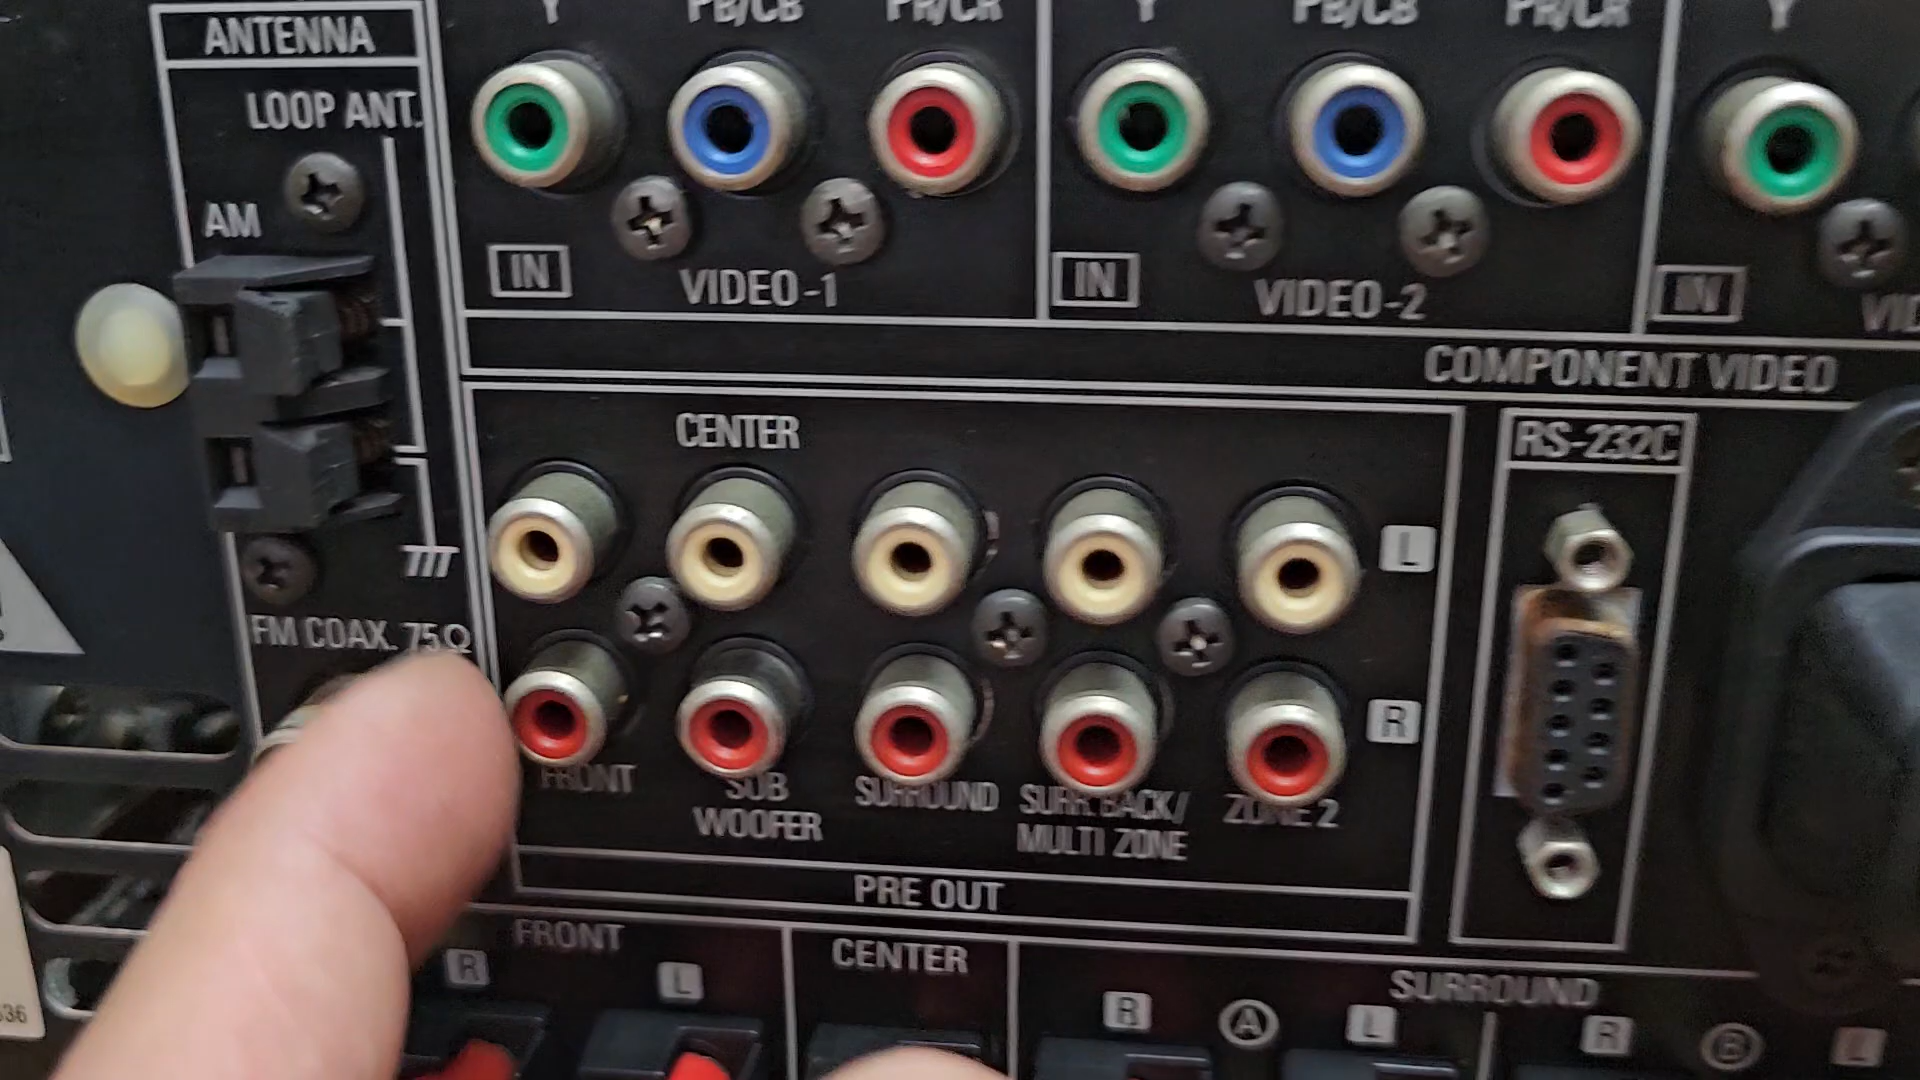 ANTENNA
LOOP ANT.
AM
FM COAX. 75Ω
Y PB/CB PR/CR
IN VIDEO-1
Y PB/CB PR/CR
IN VIDEO-2
Y
IN
COMPONENT VIDEO
CENTER
L
R
FRONT
SUB
WOOFER
SURROUND
SURR. BACK/
MULTI ZONE
ZONE 2
PRE OUT
RS-232C
FRONT
R L
CENTER
SURROUND
R A L
R B L